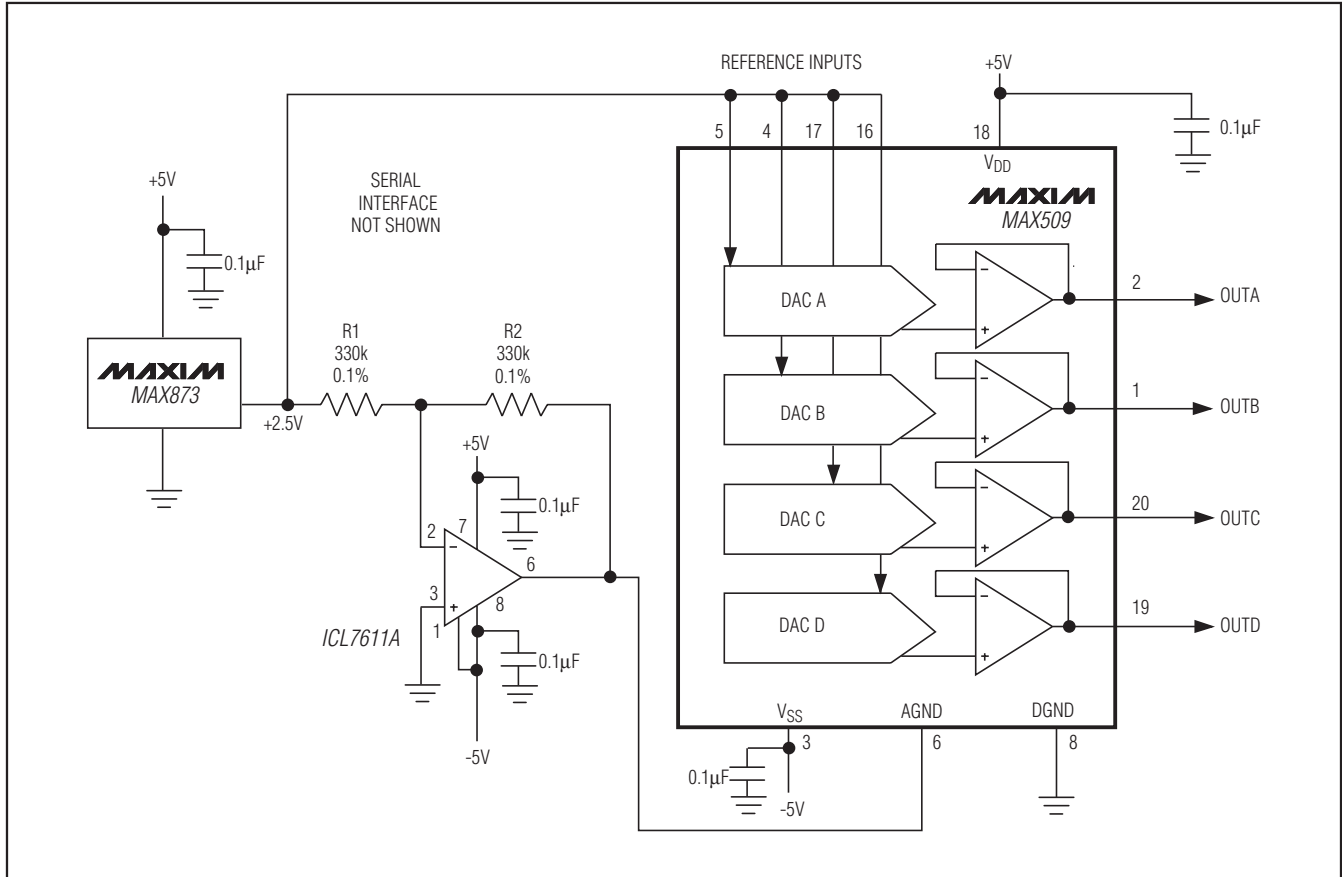 REFERENCE INPUTS
+5V
5
4
17
16
18
0.1µF
VDD
+5V
SERIAL
INTERFACE
NOT SHOWN
MAXIM
MAX509
0.1µF
DAC A
−
+
2
OUTA
R1
330k
0.1%
R2
330k
0.1%
MAXIM
MAX873
+2.5V
DAC B
−
+
1
OUTB
+5V
0.1µF
DAC C
−
+
20
OUTC
2
−
7
6
3
+
1
8
ICL7611A
0.1µF
-5V
DAC D
−
+
19
OUTD
VSS
AGND
DGND
3
6
8
0.1µF
-5V